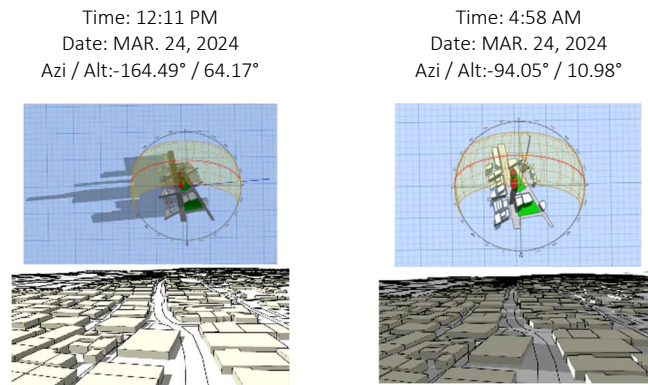 Time: 12:11 PM
Date: MAR. 24, 2024
Azi / Alt:-164.49° / 64.17°
Time: 4:58 AM
Date: MAR. 24, 2024
Azi / Alt:-94.05° / 10.98°